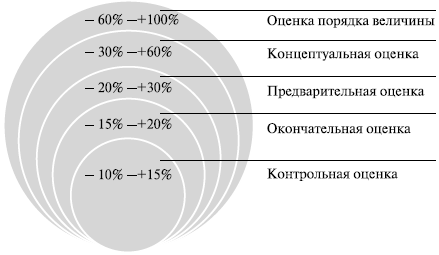 – 60% –+100% Оценка порядка величины
– 30% –+60% Концептуальная оценка
– 20% –+30% Предварительная оценка
– 15% –+20% Окончательная оценка
– 10% –+15% Контрольная оценка